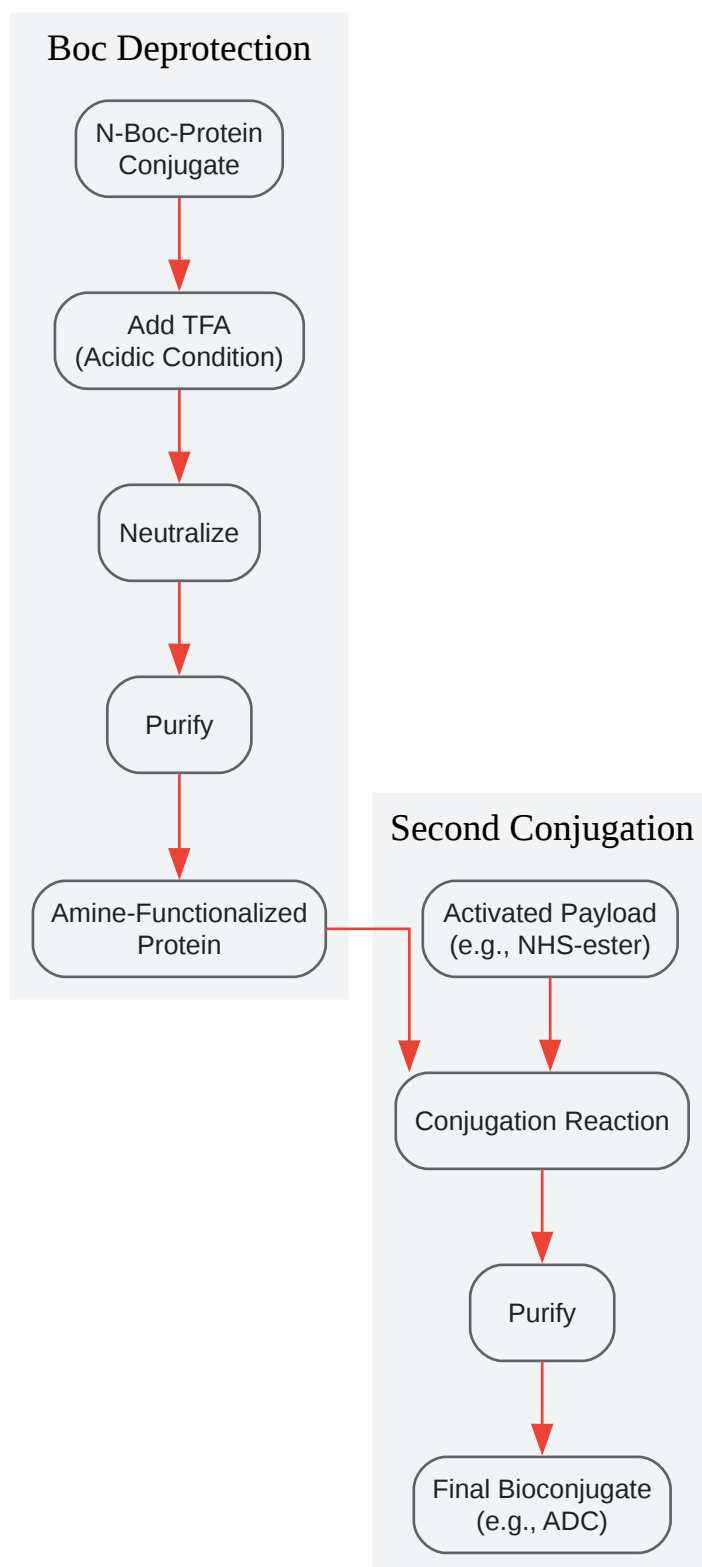 Boc Deprotection
N-Boc-Protein
Conjugate
Add TFA
(Acidic Condition)
Neutralize
Purify
Amine-Functionalized
Protein
Second Conjugation
Activated Payload
(e.g., NHS-ester)
Conjugation Reaction
Purify
Final Bioconjugate
(e.g., ADC)